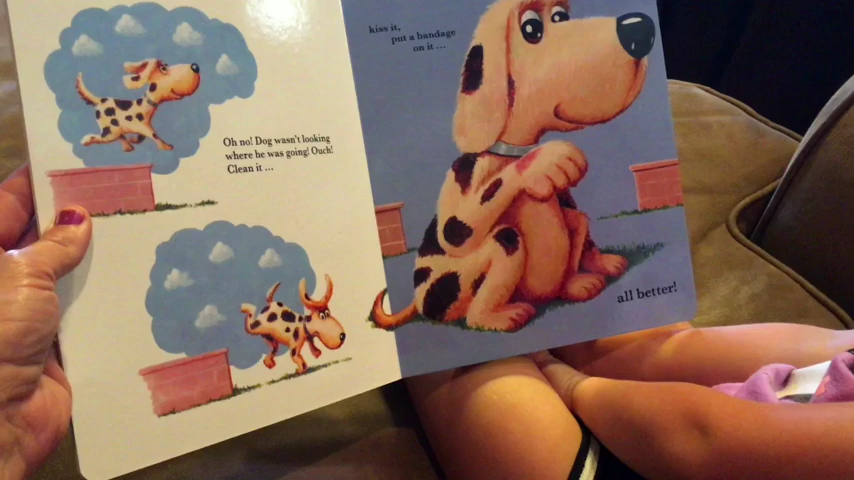 Oh no! Dog wasn't looking
where he was going! Ouch!
Clean it ...
kiss it,
put a bandage
on it ...
all better!